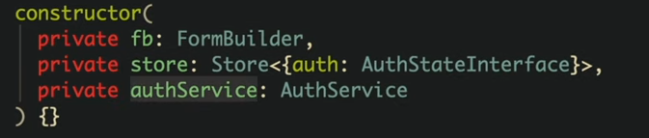 constructor(
private fb: FormBuilder,
private store: Store<{auth: AuthStateInterface}>,
private authService: AuthService
) {}